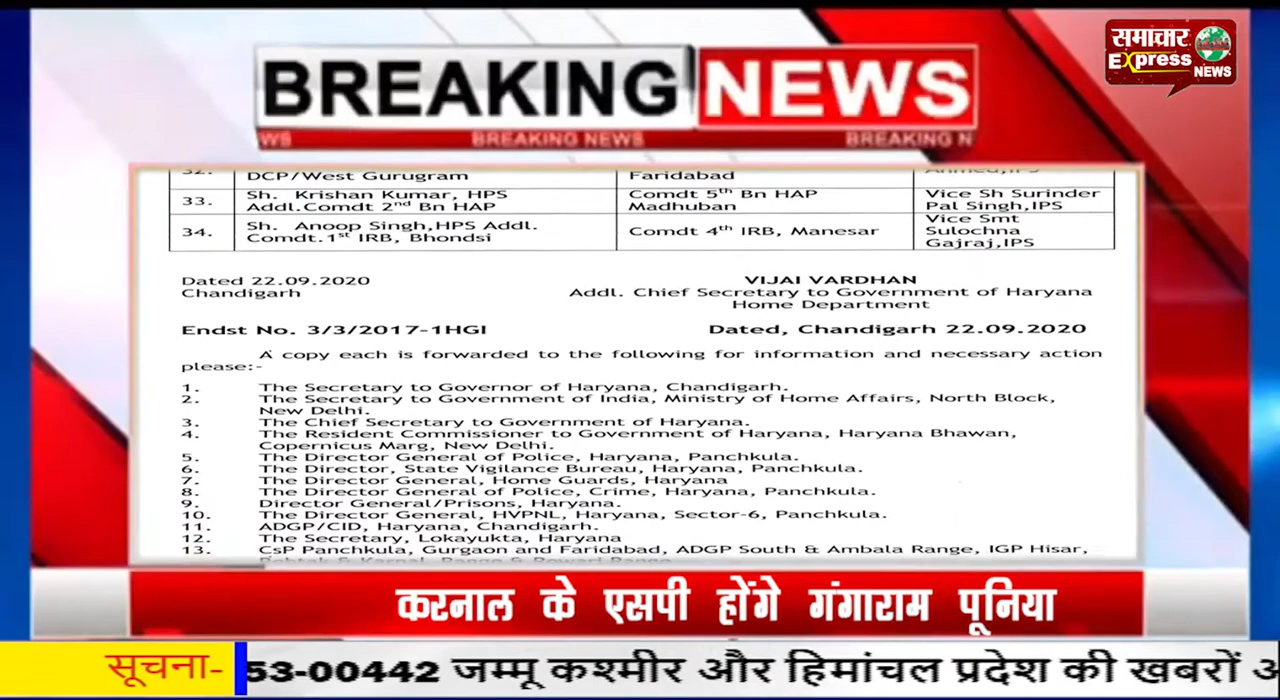 समाचार
Express
NEWS
BREAKING NEWS
WS BREAKING NEWS BREAKING N
32. DCP/West Gurugram Faridabad Ahmed,IPS
33. Sh. Krishan Kumar, HPS Comdt 5th Bn HAP Vice Sh Surinder
Addl.Comdt 2nd Bn HAP Madhuban Pal Singh,IPS
34. Sh. Anoop Singh,HPS Addl. Comdt 4th IRB, Manesar Vice Smt
Comdt.1st IRB, Bhondsi Sulochna
Gajraj,IPS
Dated 22.09.2020 VIJAI VARDHAN
Chandigarh Addl. Chief Secretary to Government of Haryana
Home Department
Endst No. 3/3/2017-1HGI Dated, Chandigarh 22.09.2020
A copy each is forwarded to the following for information and necessary action
please:-
1. The Secretary to Governor of Haryana, Chandigarh.
2. The Secretary to Government of India, Ministry of Home Affairs, North Block,
New Delhi.
3. The Chief Secretary to Government of Haryana.
4. The Resident Commissioner to Government of Haryana, Haryana Bhawan,
Copernicus Marg, New Delhi.
5. The Director General of Police, Haryana, Panchkula.
6. The Director, State Vigilance Bureau, Haryana, Panchkula.
7. The Director General, Home Guards, Haryana
8. The Director General of Police, Crime, Haryana, Panchkula.
9. Director General/Prisons, Haryana.
10. The Director General, HVPNL, Haryana, Sector-6, Panchkula.
11. ADGP/CID, Haryana, Chandigarh.
12. The Secretary, Lokayukta, Haryana
13. CsP Panchkula, Gurgaon and Faridabad, ADGP South & Ambala Range, IGP Hisar,
करनाल के एसपी होंगे गंगाराम पूनिया
सूचना- 53-00442 जम्मू कश्मीर और हिमांचल प्रदेश की खबरों